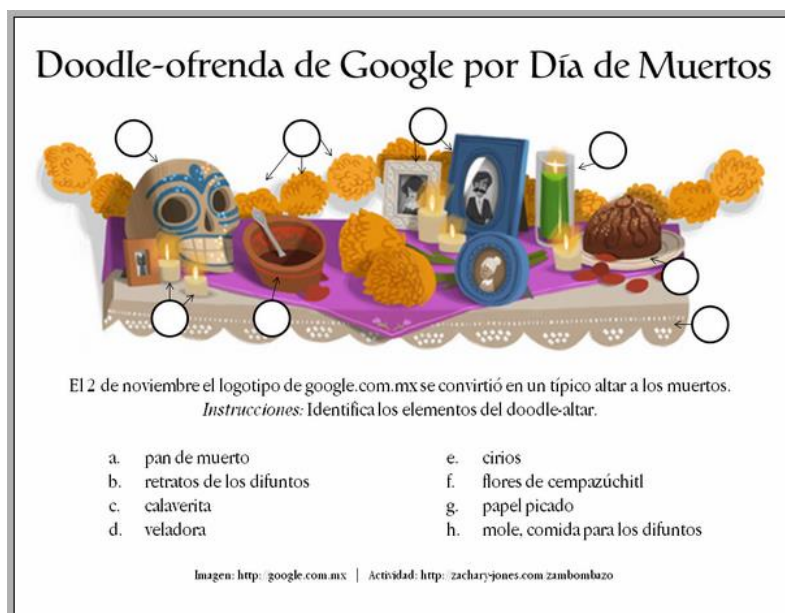 Doodle-ofrenda de Google por Día de Muertos
El 2 de noviembre el logotipo de google.com.mx se convirtió en un típico altar a los muertos.
Instrucciones: Identifica los elementos del doodle-altar.
a. pan de muerto
b. retratos de los difuntos
c. calaverita
d. veladora
e. cirios
f. flores de cempazúchitl
g. papel picado
h. mole, comida para los difuntos
Imagen: http://google.com.mx | Actividad: http://zachary-jones.com/zambombazo